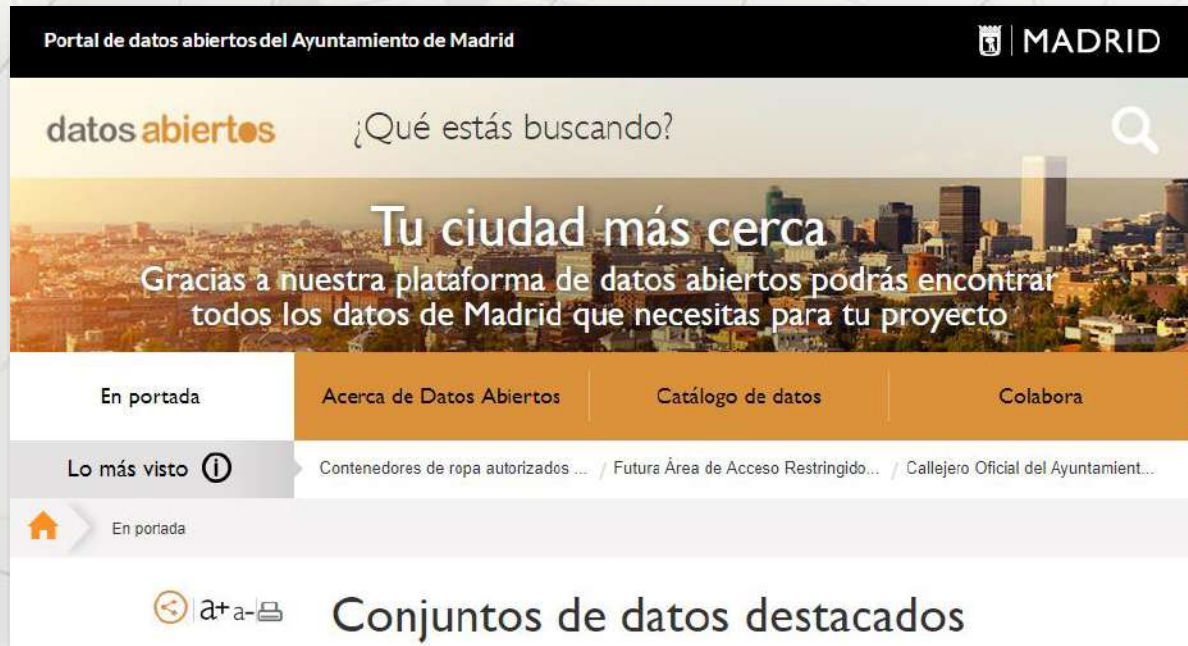 Portal de datos abiertos del Ayuntamiento de Madrid
MADRID
datos abiertos
¿Qué estás buscando?
Tu ciudad más cerca
Gracias a nuestra plataforma de datos abiertos podrás encontrar
todos los datos de Madrid que necesitas para tu proyecto
En portada
Acerca de Datos Abiertos
Catálogo de datos
Colabora
Lo más visto
Contenedores de ropa autorizados ... / Futura Área de Acceso Restringido... / Callejero Oficial del Ayuntamient...
En portada
a+ a-
Conjuntos de datos destacados